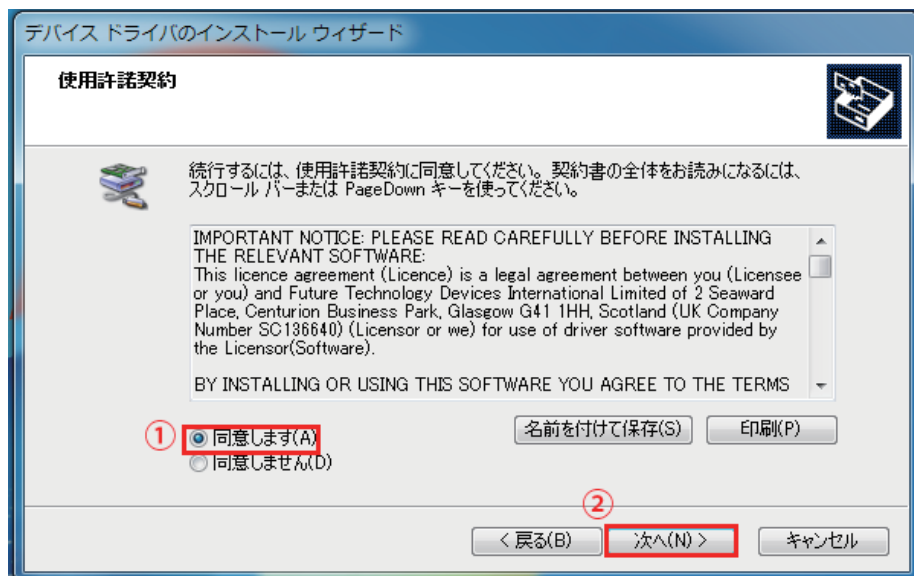 デバイス ドライバのインストール ウィザード
使用許諾契約
続行するには、使用許諾契約に同意してください。契約書の全体をお読みになるには、
スクロール バーまたは PageDown キーを使ってください。
IMPORTANT NOTICE: PLEASE READ CAREFULLY BEFORE INSTALLING
THE RELEVANT SOFTWARE:
This licence agreement (Licence) is a legal agreement between you (Licensee
or you) and Future Technology Devices International Limited of 2 Seaward
Place, Centurion Business Park, Glasgow G41 1HH, Scotland (UK Company
Number SC136640) (Licensor or we) for use of driver software provided by
the Licensor(Software).
BY INSTALLING OR USING THIS SOFTWARE YOU AGREE TO THE TERMS
① 同意します(A)
名前を付けて保存(S) 印刷(P)
同意しません(D)
②
< 戻る(B) 次へ(N) > キャンセル